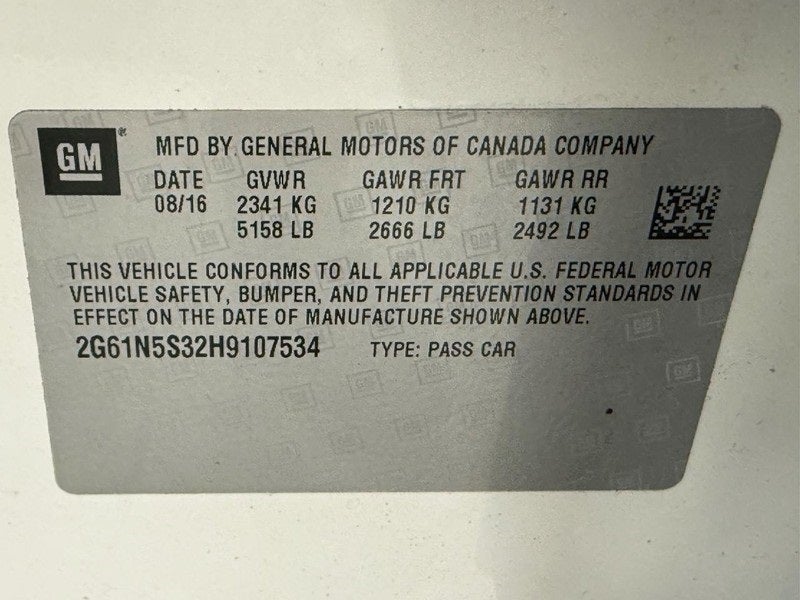 GM
MFD BY GENERAL MOTORS OF CANADA COMPANY
DATE GVWR GAWR FRT GAWR RR
08/16 2341 KG 1210 KG 1131 KG
5158 LB 2666 LB 2492 LB
THIS VEHICLE CONFORMS TO ALL APPLICABLE U.S. FEDERAL MOTOR
VEHICLE SAFETY, BUMPER, AND THEFT PREVENTION STANDARDS IN
EFFECT ON THE DATE OF MANUFACTURE SHOWN ABOVE.
2G61N5S32H9107534 TYPE: PASS CAR